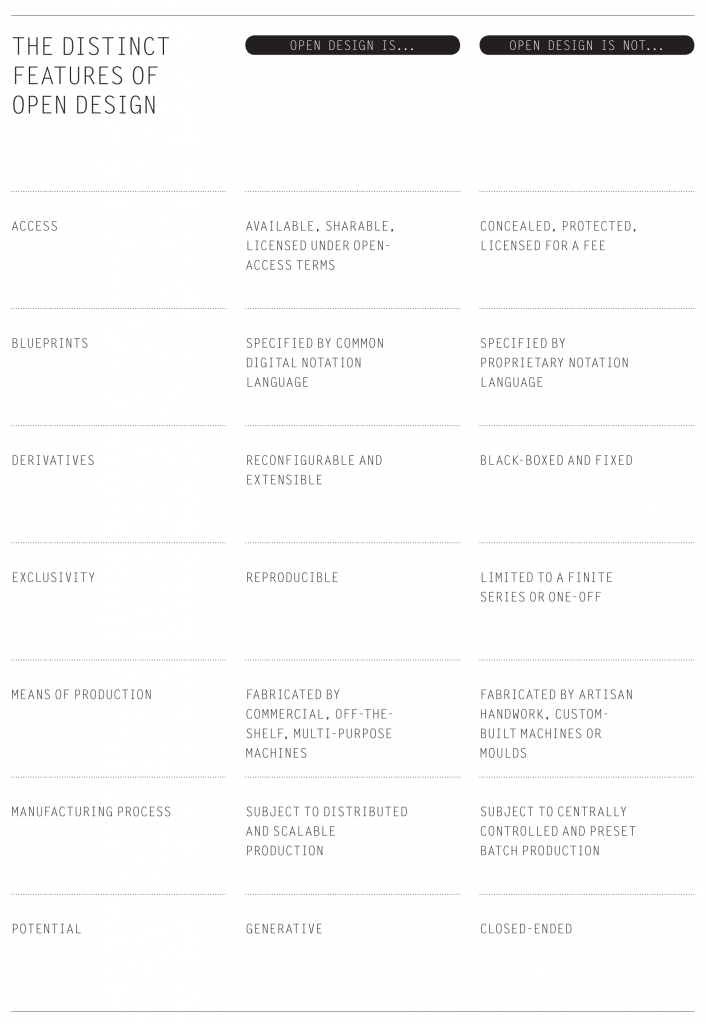 THE DISTINCT
FEATURES OF
OPEN DESIGN
OPEN DESIGN IS...
OPEN DESIGN IS NOT...
ACCESS
AVAILABLE, SHARABLE,
LICENSED UNDER OPEN-
ACCESS TERMS
CONCEALED, PROTECTED,
LICENSED FOR A FEE
BLUEPRINTS
SPECIFIED BY COMMON
DIGITAL NOTATION
LANGUAGE
SPECIFIED BY
PROPRIETARY NOTATION
LANGUAGE
DERIVATIVES
RECONFIGURABLE AND
EXTENSIBLE
BLACK-BOXED AND FIXED
EXCLUSIVITY
REPRODUCIBLE
LIMITED TO A FINITE
SERIES OR ONE-OFF
MEANS OF PRODUCTION
FABRICATED BY
COMMERCIAL, OFF-THE-
SHELF, MULTI-PURPOSE
MACHINES
FABRICATED BY ARTISAN
HANDWORK, CUSTOM-
BUILT MACHINES OR
MOULDS
MANUFACTURING PROCESS
SUBJECT TO DISTRIBUTED
AND SCALABLE
PRODUCTION
SUBJECT TO CENTRALLY
CONTROLLED AND PRESET
BATCH PRODUCTION
POTENTIAL
GENERATIVE
CLOSED-ENDED